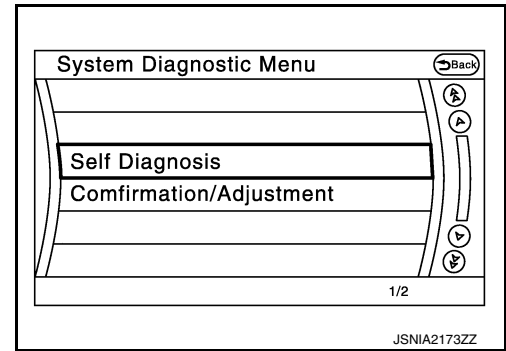 System Diagnostic Menu
Back
Self Diagnosis
Comfirmation/Adjustment
1/2
JSNIA2173ZZ